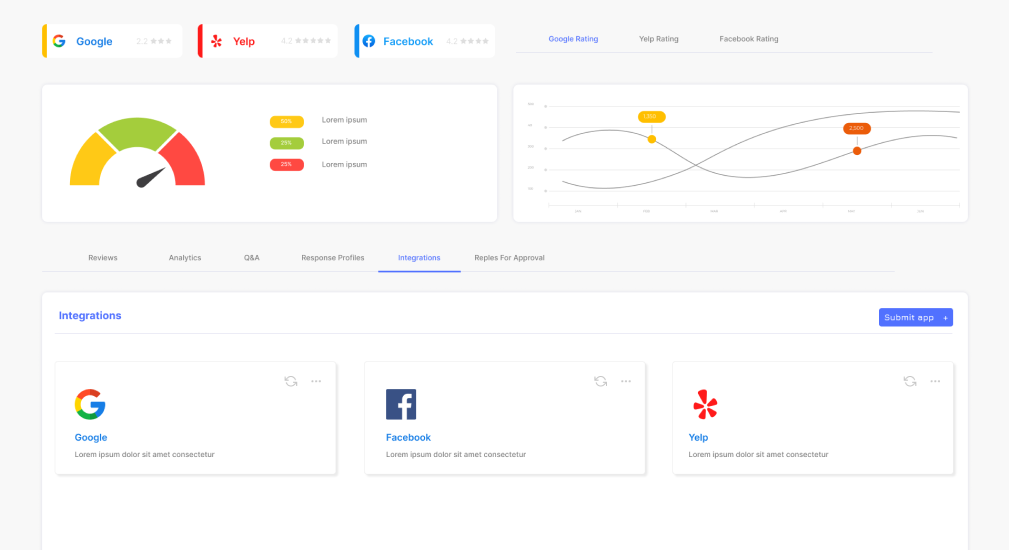 Google 2.2
Yelp 4.2
Facebook 4.2
Google Rating Yelp Rating Facebook Rating
50% Lorem ipsum
25% Lorem ipsum
25% Lorem ipsum
2,500
Reviews Analytics Q&A Response Profiles Integrations Reples For Approval
Integrations
Submit app +
Google
Lorem ipsum dolor sit amet consectetur
Facebook
Lorem ipsum dolor sit amet consectetur
Yelp
Lorem ipsum dolor sit amet consectetur